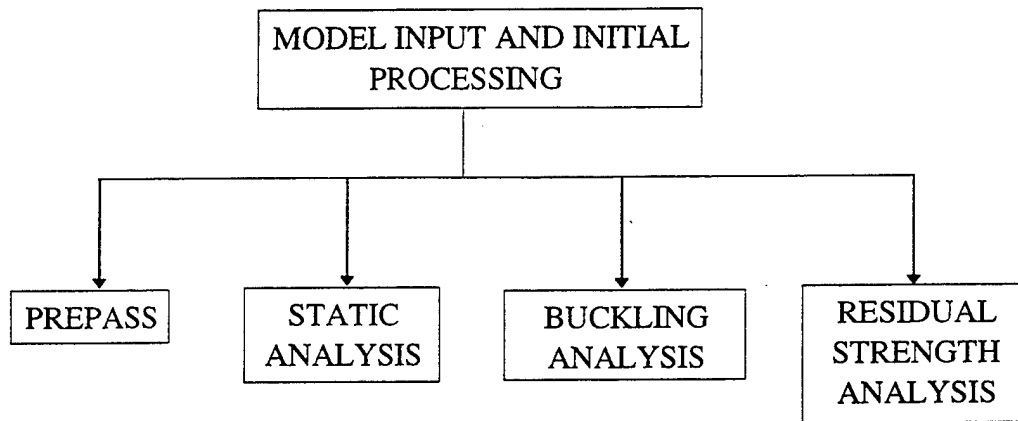 MODEL INPUT AND INITIAL
PROCESSING
PREPASS
STATIC
ANALYSIS
BUCKLING
ANALYSIS
RESIDUAL
STRENGTH
ANALYSIS